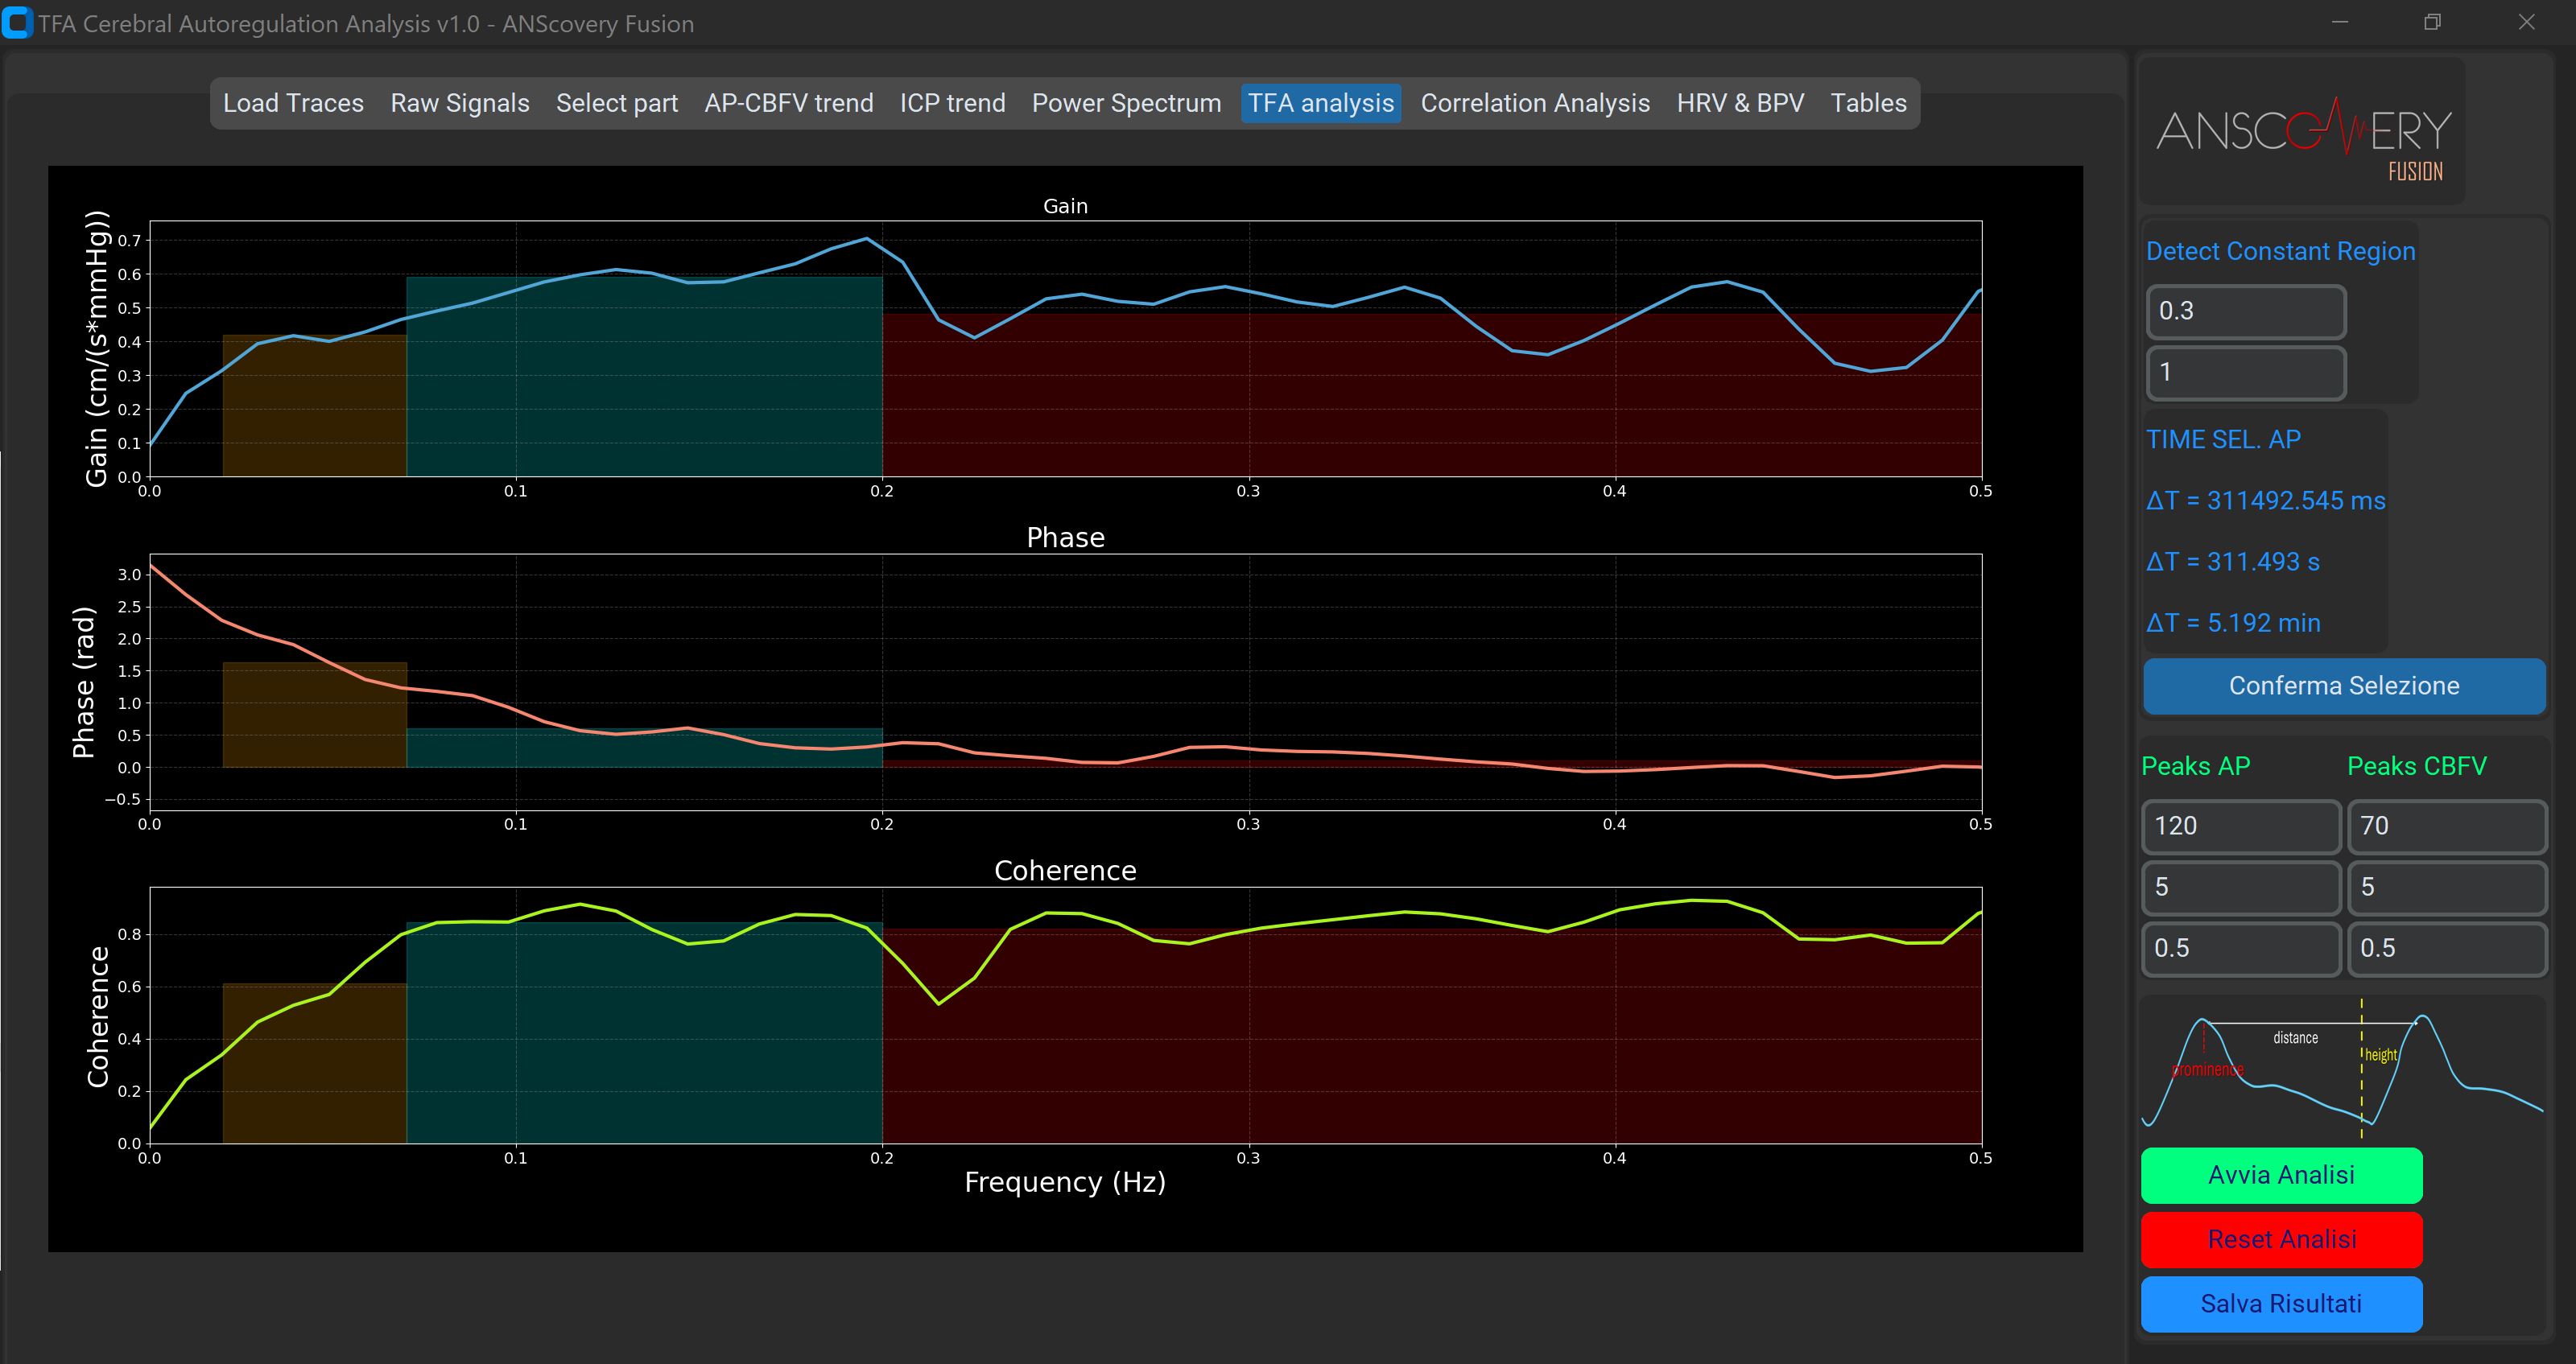 TFA Cerebral Autoregulation Analysis v1.0 - ANScovery Fusion
Load Traces Raw Signals Select part AP-CBFV trend ICP trend Power Spectrum TFA analysis Correlation Analysis HRV & BPV Tables
ANSCOVERY
FUSION
Gain
Gain (cm/(s*mmHg))
0.7
0.6
0.5
0.4
0.3
0.2
0.1
0.0
0.0 0.1 0.2 0.3 0.4 0.5
Phase
Phase (rad)
3.0
2.5
2.0
1.5
1.0
0.5
0.0
−0.5
0.0 0.1 0.2 0.3 0.4 0.5
Coherence
Coherence
0.8
0.6
0.4
0.2
0.0
0.0 0.1 0.2 0.3 0.4 0.5
Frequency (Hz)
Detect Constant Region
0.3
1
TIME SEL. AP
ΔT = 311492.545 ms
ΔT = 311.493 s
ΔT = 5.192 min
Conferma Selezione
Peaks AP Peaks CBFV
120 70
5 5
0.5 0.5
distance
height
prominence
Avvia Analisi
Reset Analisi
Salva Risultati